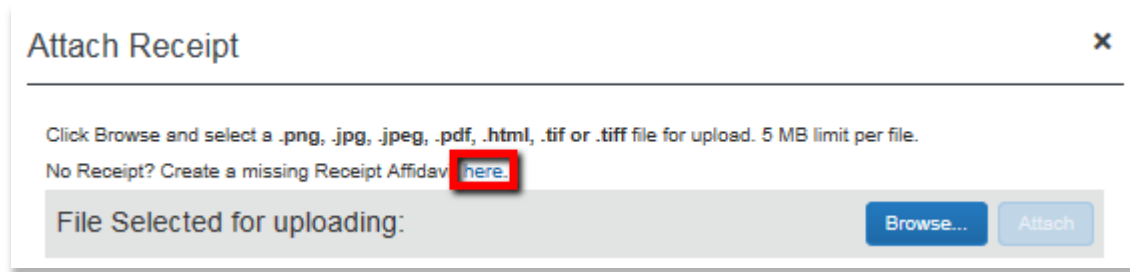 Attach Receipt ×
Click Browse and select a .png, .jpg, .jpeg, .pdf, .html, .tif or .tiff file for upload. 5 MB limit per file.
No Receipt? Create a missing Receipt Affidav here.
File Selected for uploading: Browse... Attach